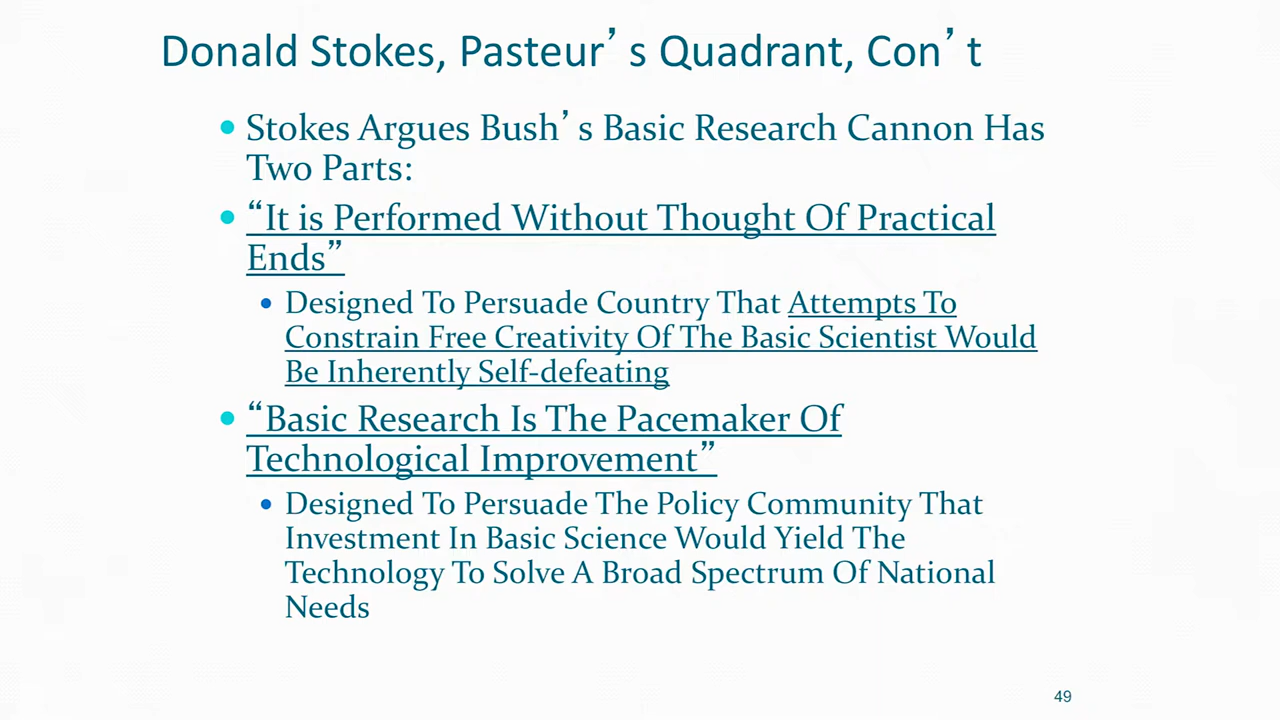 Donald Stokes, Pasteur’s Quadrant, Con’t
• Stokes Argues Bush’s Basic Research Cannon Has
Two Parts:
• “It is Performed Without Thought Of Practical
Ends”
• Designed To Persuade Country That Attempts To
Constrain Free Creativity Of The Basic Scientist Would
Be Inherently Self-defeating
• “Basic Research Is The Pacemaker Of
Technological Improvement”
• Designed To Persuade The Policy Community That
Investment In Basic Science Would Yield The
Technology To Solve A Broad Spectrum Of National
Needs
49